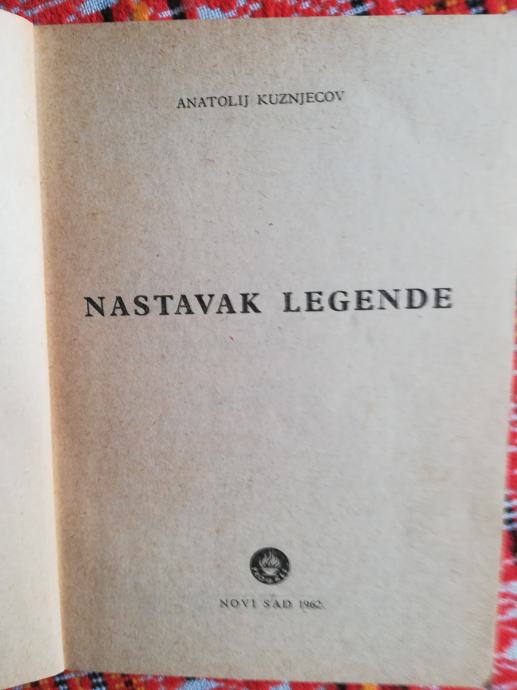 ANATOLIJ KUZNJECOV
NASTAVAK LEGENDE
NOVI SAD 1962.